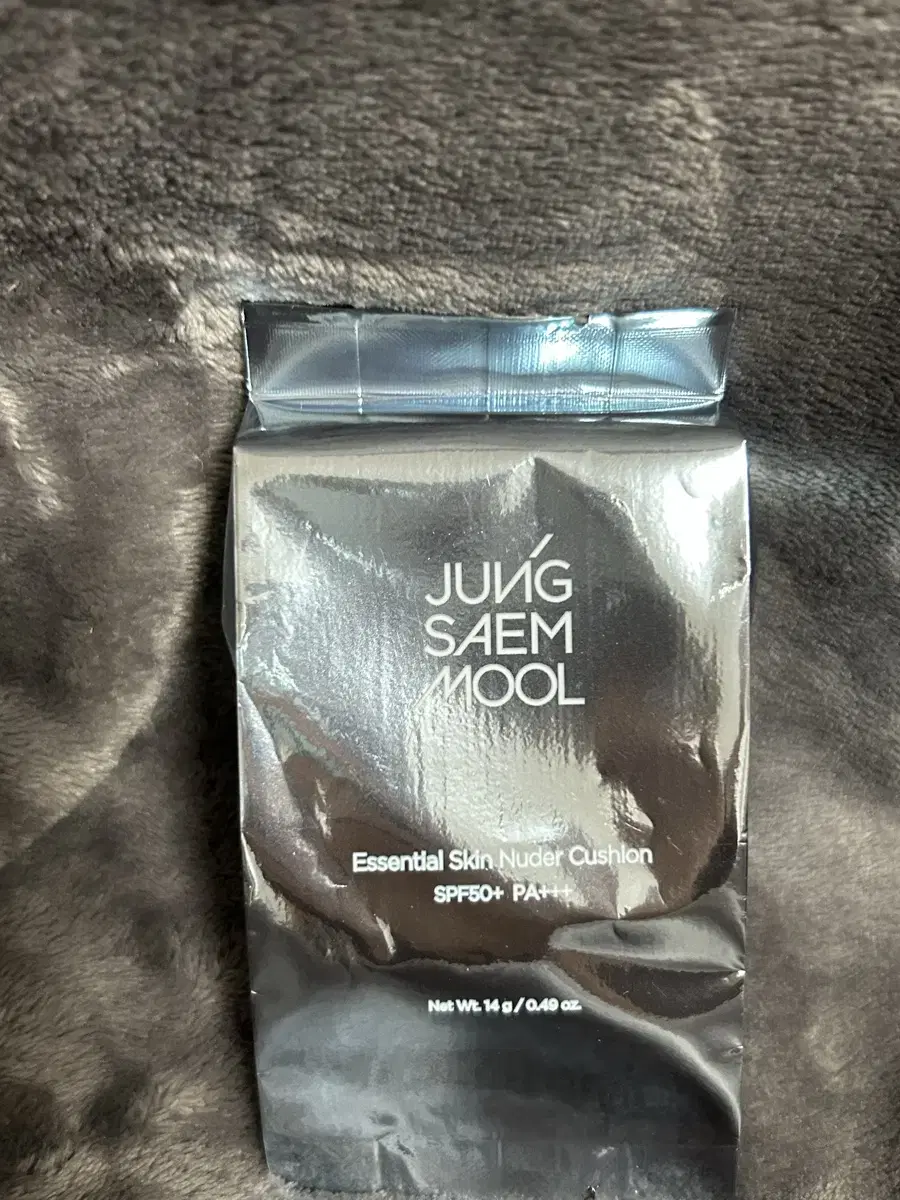 JUNG
SAEM
MOOL
Essential Skin Nuder Cushion
SPF50+ PA+++
Net Wt. 14 g / 0.49 oz.